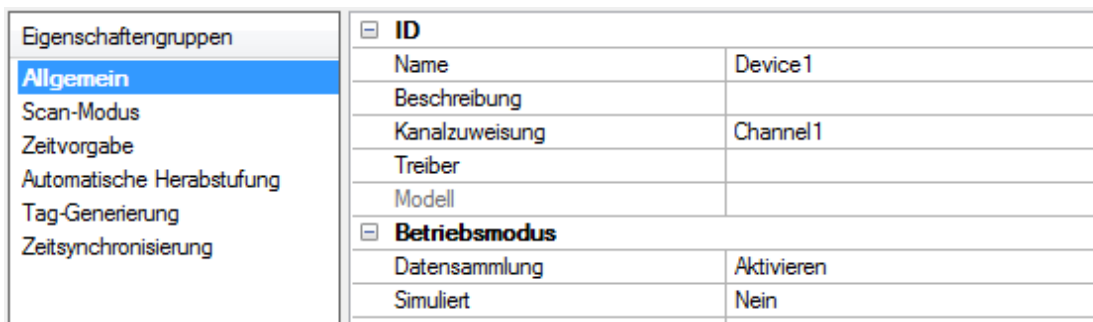 Eigenschaftengruppen
Allgemein
Scan-Modus
Zeitvorgabe
Automatische Herabstufung
Tag-Generierung
Zeitsynchronisierung
ID
Name Device1
Beschreibung
Kanalzuweisung Channel1
Treiber
Modell
Betriebsmodus
Datensammlung Aktivieren
Simuliert Nein